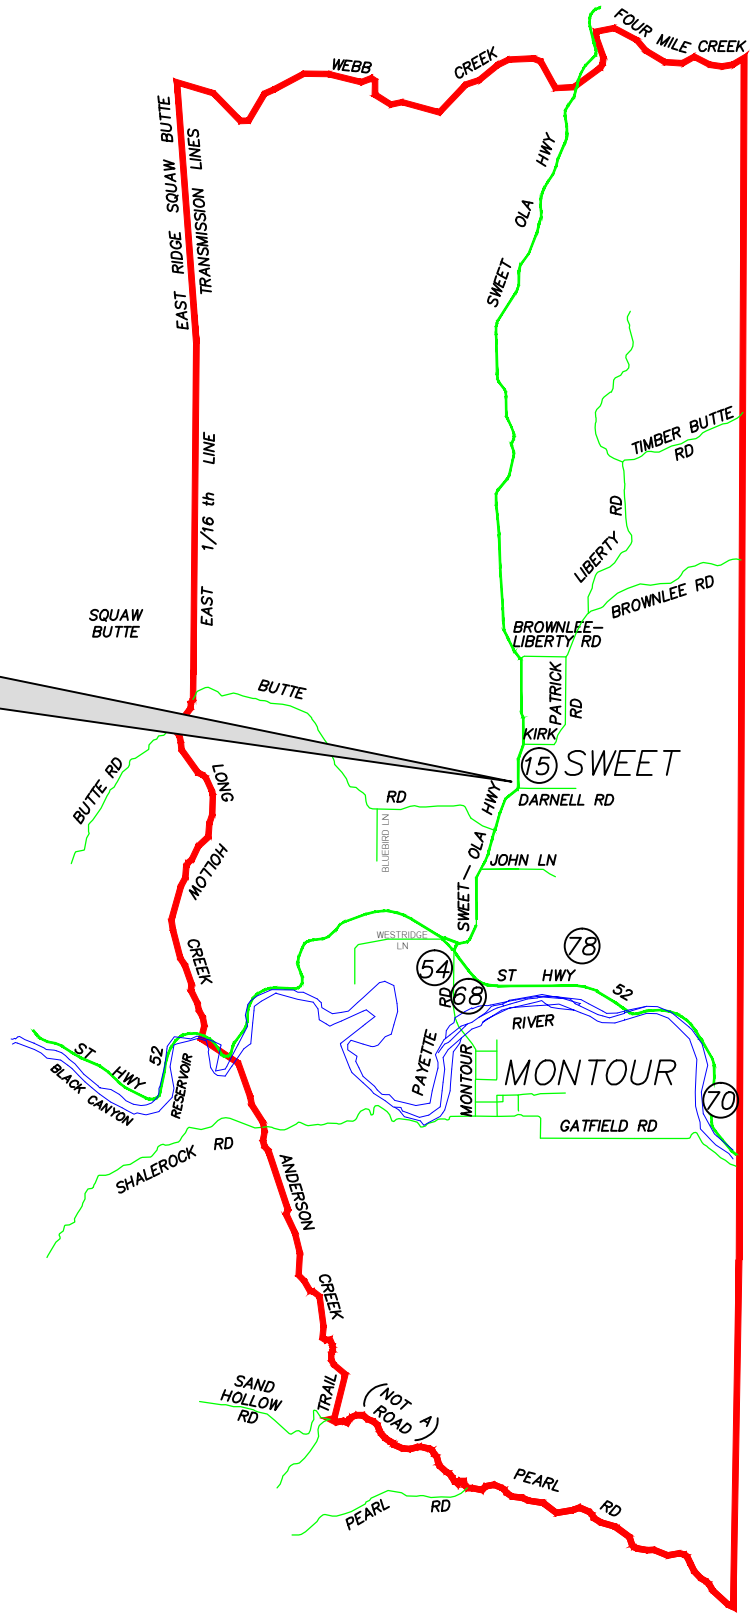 FOUR MILE CREEK
WEBB
CREEK
EAST RIDGE SQUAW BUTTE
TRANSMISSION LINES
HWY
OLA
SWEET
TIMBER BUTTE
RD
EAST 1/16 th LINE
LIBERTY RD
BROWNLEE RD
SQUAW
BUTTE
BROWNLEE-
LIBERTY RD
PATRICK
RD
BUTTE
KIRK
15 SWEET
BUTTE RD
LONG
HOLLOW
CREEK
RD
DARNELL RD
BLUEBIRD LN
SWEET-OLA HWY
JOHN LN
WESTRIDGE
LN
54
68
78
ST HWY 52
RD
MONTOUR
PAYETTE
RIVER
MONTOUR
70
ST HWY 52
BLACK CANYON
RESERVOIR
GATFIELD RD
SHALEROCK RD
ANDERSON
CREEK
TRAIL
SAND
HOLLOW
RD
(NOT A
ROAD)
PEARL RD
PEARL RD